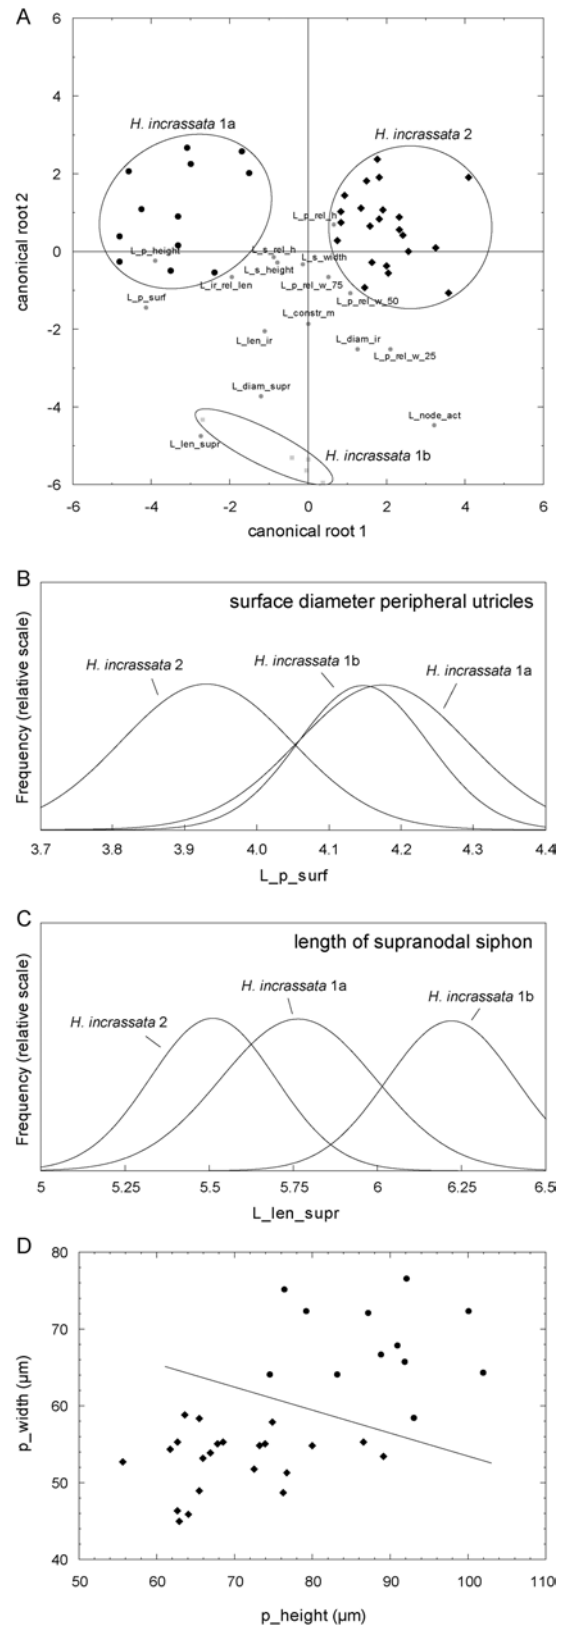 A
6
4
2
0
-2
-4
-6
H. incrassata 1a
H. incrassata 2
L_p_rel_h
L_s_rel_h
L_s_width
L_p_height
L_s_height
L_ir_rel_len
L_p_rel_w_75
L_p_surf
L_p_rel_w_50
L_constr_m
L_len_ir
L_diam_ir
L_p_rel_w_25
L_diam_supr
L_node_act
L_len_supr
H. incrassata 1b
-6 -4 -2 0 2 4 6
canonical root 1
canonical root 2
B
surface diameter peripheral utricles
H. incrassata 2
H. incrassata 1b
H. incrassata 1a
Frequency (relative scale)
3.7 3.8 3.9 4.0 4.1 4.2 4.3 4.4
L_p_surf
C
length of supranodal siphon
H. incrassata 2
H. incrassata 1a
H. incrassata 1b
Frequency (relative scale)
5 5.25 5.5 5.75 6 6.25 6.5
L_len_supr
D
80
70
60
50
40
p_width (µm)
50 60 70 80 90 100 110
p_height (µm)